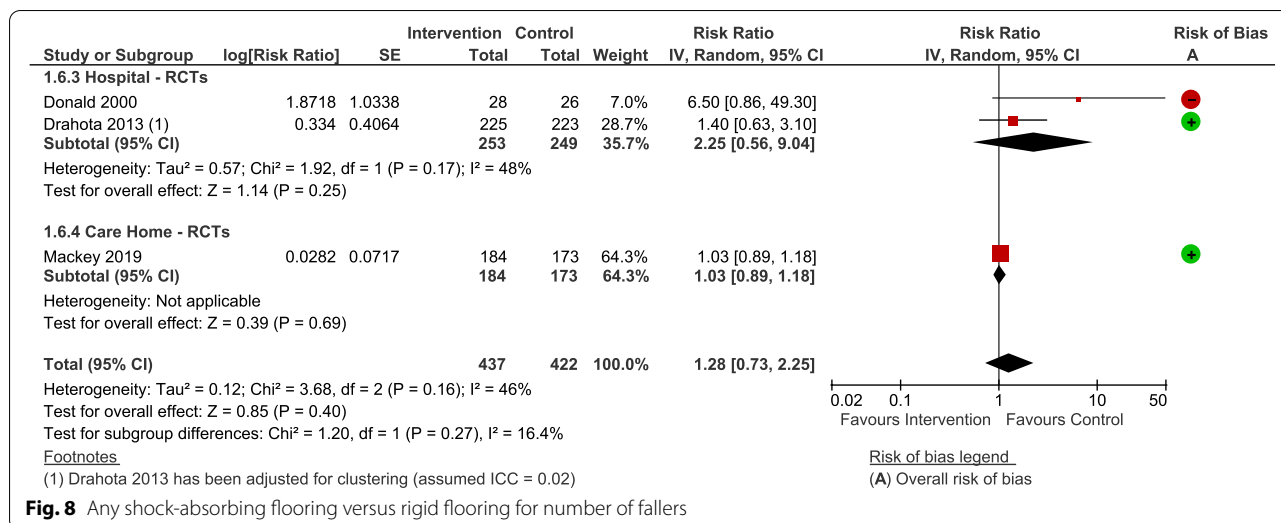 Intervention Control Risk Ratio Risk Ratio Risk of Bias
Study or Subgroup log[Risk Ratio] SE Total Total Weight IV, Random, 95% CI IV, Random, 95% CI A
1.6.3 Hospital - RCTs
Donald 2000 1.8718 1.0338 28 26 7.0% 6.50 [0.86, 49.30] −
Drahota 2013 (1) 0.334 0.4064 225 223 28.7% 1.40 [0.63, 3.10] +
Subtotal (95% CI) 253 249 35.7% 2.25 [0.56, 9.04]
Heterogeneity: Tau² = 0.57; Chi² = 1.92, df = 1 (P = 0.17); I² = 48%
Test for overall effect: Z = 1.14 (P = 0.25)
1.6.4 Care Home - RCTs
Mackey 2019 0.0282 0.0717 184 173 64.3% 1.03 [0.89, 1.18] +
Subtotal (95% CI) 184 173 64.3% 1.03 [0.89, 1.18]
Heterogeneity: Not applicable
Test for overall effect: Z = 0.39 (P = 0.69)
Total (95% CI) 437 422 100.0% 1.28 [0.73, 2.25]
Heterogeneity: Tau² = 0.12; Chi² = 3.68, df = 2 (P = 0.16); I² = 46%
Test for overall effect: Z = 0.85 (P = 0.40)
Test for subgroup differences: Chi² = 1.20, df = 1 (P = 0.27), I² = 16.4%
0.02 0.1 1 10 50
Favours Intervention Favours Control
Footnotes
(1) Drahota 2013 has been adjusted for clustering (assumed ICC = 0.02)
Risk of bias legend
(A) Overall risk of bias
Fig. 8 Any shock-absorbing flooring versus rigid flooring for number of fallers